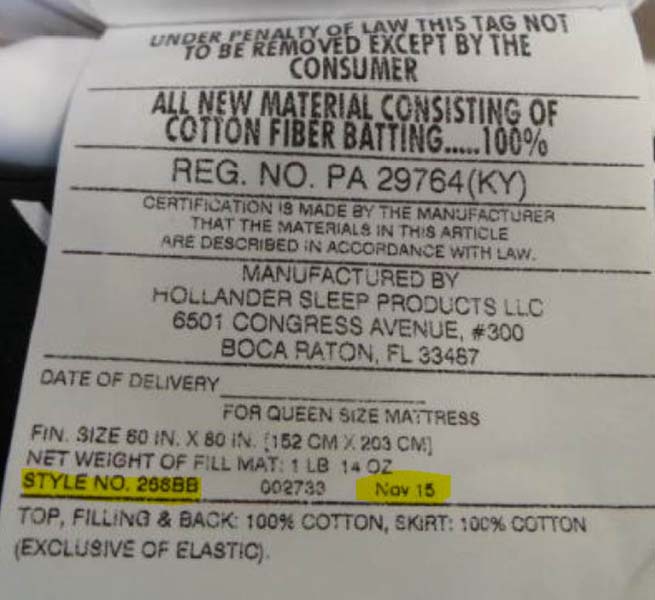 UNDER PENALTY OF LAW THIS TAG NOT
TO BE REMOVED EXCEPT BY THE
CONSUMER
ALL NEW MATERIAL CONSISTING OF
COTTON FIBER BATTING.....100%
REG. NO. PA 29764(KY)
CERTIFICATION IS MADE BY THE MANUFACTURER
THAT THE MATERIALS IN THIS ARTICLE
ARE DESCRIBED IN ACCORDANCE WITH LAW.
MANUFACTURED BY
HOLLANDER SLEEP PRODUCTS LLC
6501 CONGRESS AVENUE, #300
BOCA RATON, FL 33487
DATE OF DELIVERY
FOR QUEEN SIZE MATTRESS
FIN. SIZE 60 IN. X 80 IN. [152 CM X 203 CM]
NET WEIGHT OF FILL MAT: 1 LB 14 OZ
STYLE NO. 268BB 002733 Nov 15
TOP, FILLING & BACK: 100% COTTON, SKIRT: 100% COTTON
(EXCLUSIVE OF ELASTIC).